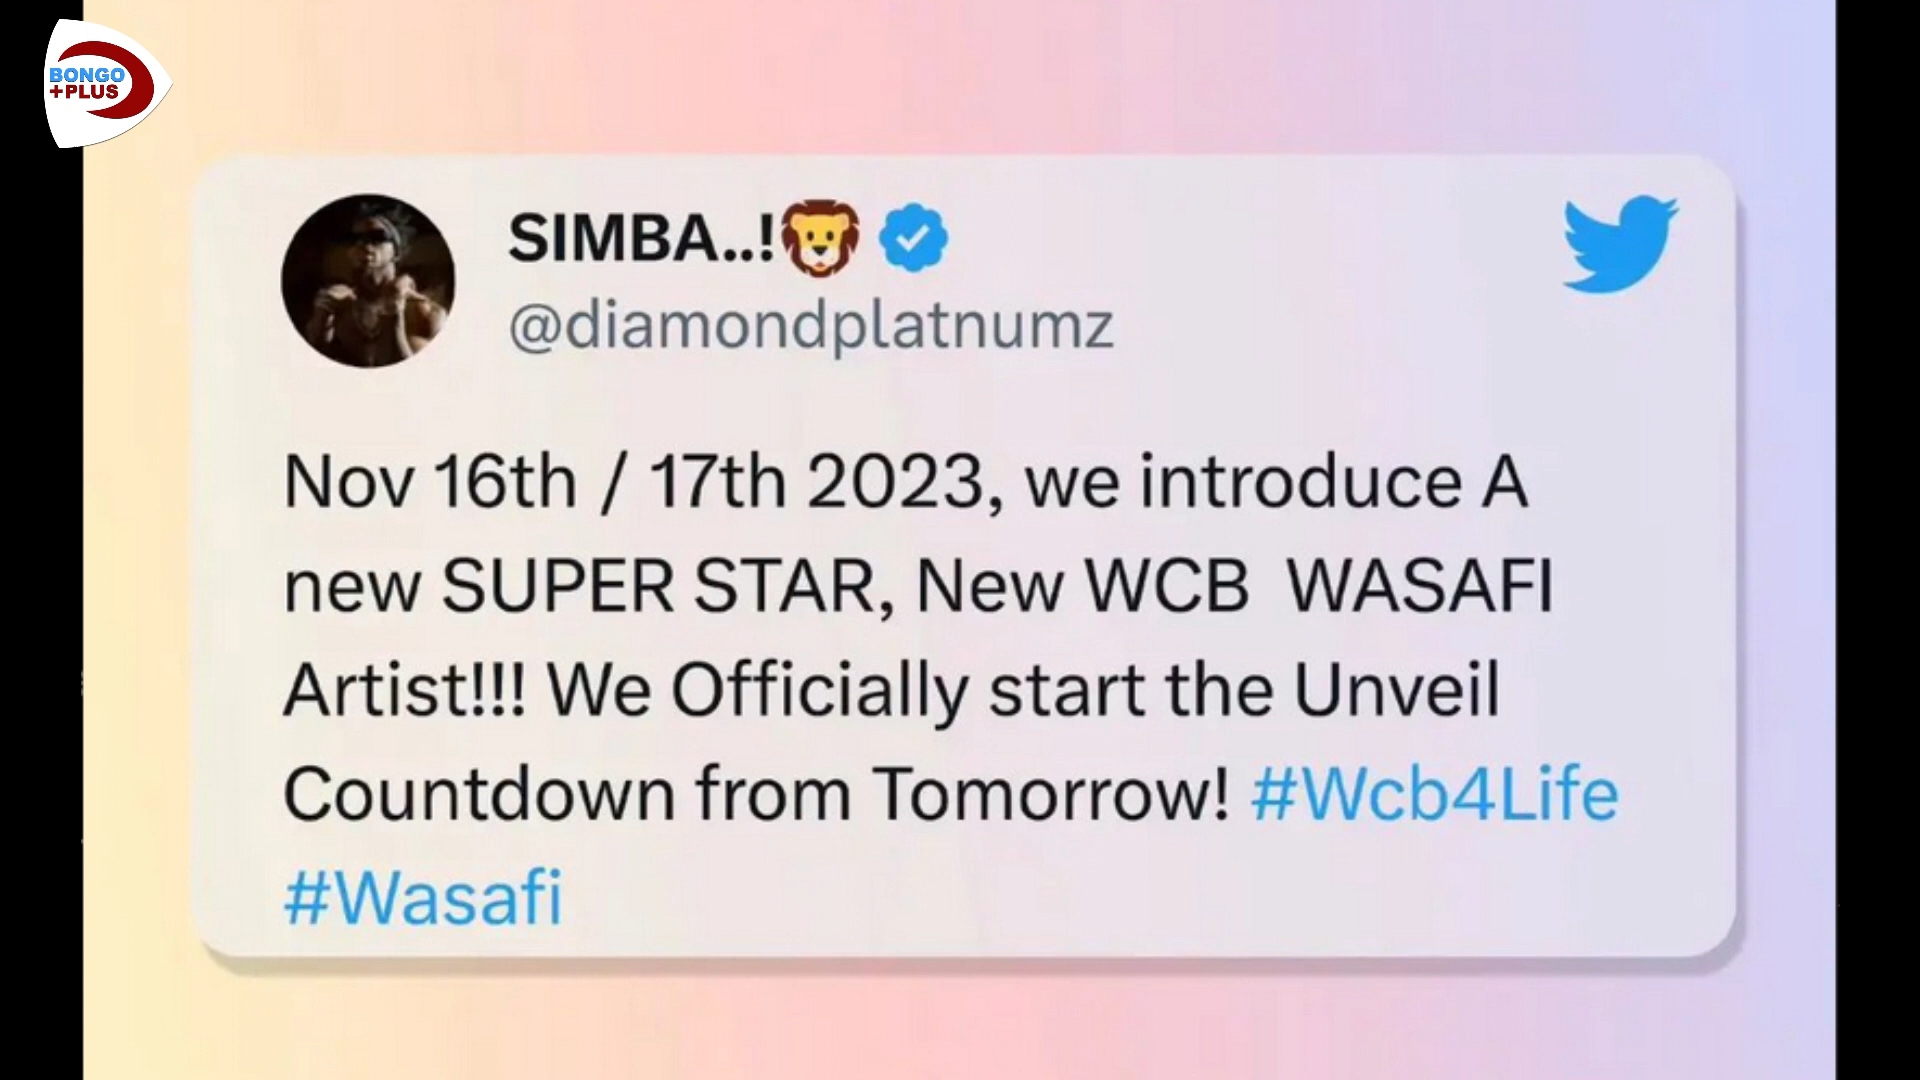 BONGO
+PLUS
SIMBA..!🦁
@diamondplatnumz
Nov 16th / 17th 2023, we introduce A
new SUPER STAR, New WCB  WASAFI
Artist!!! We Officially start the Unveil
Countdown from Tomorrow! #Wcb4Life
#Wasafi